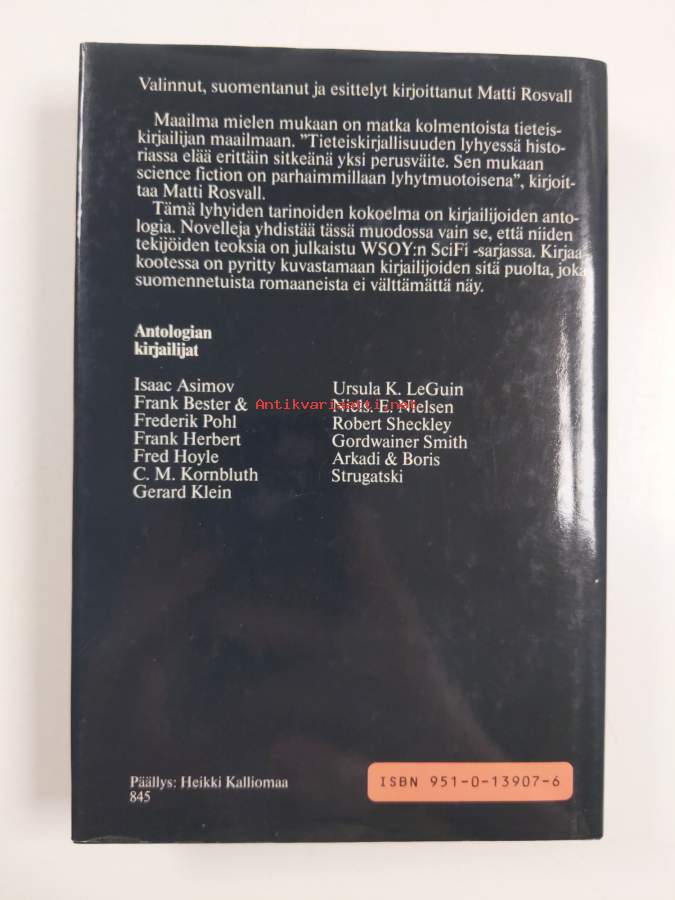 Valinnut, suomentanut ja esittelyt kirjoittanut Matti Rosvall
Maailma mielen mukaan on matka kolmentoista tieteis-
kirjailijan maailmaan. ”Tieteiskirjallisuuden lyhyessä histo-
riassa elää erittäin sitkeänä yksi perusväite. Sen mukaan
science fiction on parhaimmillaan lyhytmuotoisena”, kirjoit-
taa Matti Rosvall.
Tämä lyhyiden tarinoiden kokoelma on kirjailijoiden anto-
logia. Novelleja yhdistää tässä muodossa vain se, että niiden
tekijöiden teoksia on julkaistu WSOY:n SciFi -sarjassa. Kirjaa
kootessa on pyritty kuvastamaan kirjailijoiden sitä puolta, joka
suomennetuista romaaneista ei välttämättä näy.
Antologian
kirjailijat
Isaac Asimov
Frank Bester &
Frederik Pohl
Frank Herbert
Fred Hoyle
C. M. Kornbluth
Gerard Klein
Ursula K. LeGuin
Niels. E. Nielsen
Robert Sheckley
Gordwainer Smith
Arkadi & Boris
Strugatski
Antikvariaatti.net
Päällys: Heikki Kalliomaa
845
ISBN 951-0-13907-6